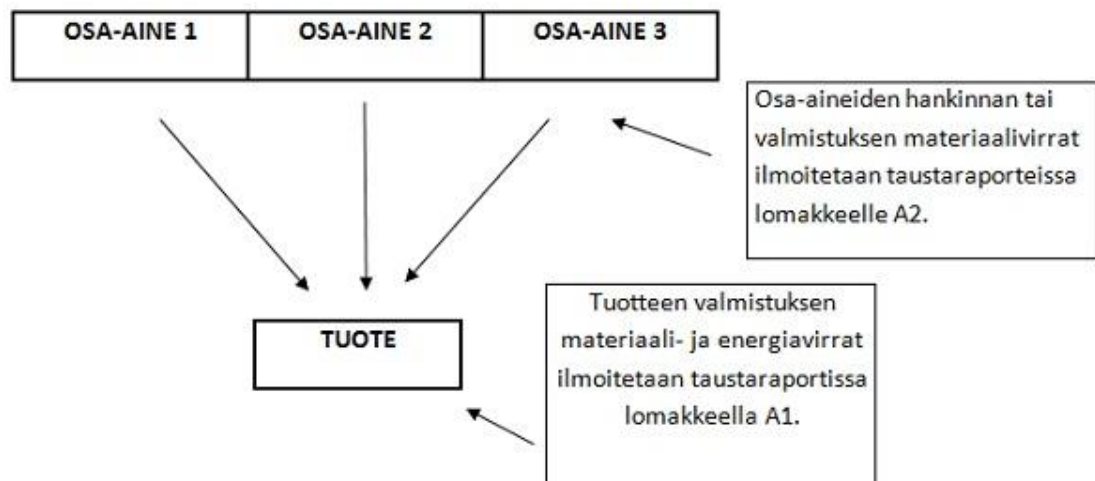 OSA-AINE 1
OSA-AINE 2
OSA-AINE 3
Osa-aineiden hankinnan tai
valmistuksen materiaalivirrat
ilmoitetaan taustaraporteissa
lomakkeelle A2.
TUOTE
Tuotteen valmistuksen
materiaali- ja energiavirrat
ilmoitetaan taustaraportissa
lomakkeella A1.